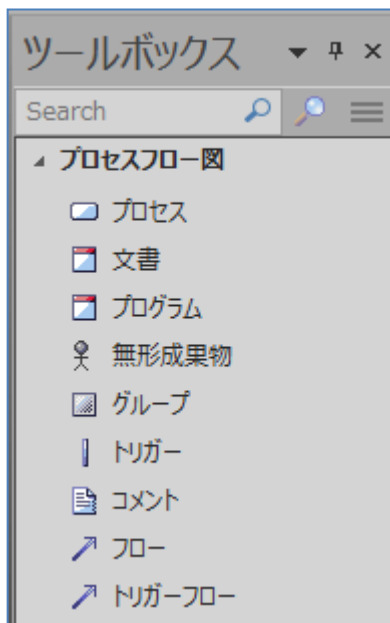 ツールボックス
Search
プロセスフロー図
プロセス
文書
プログラム
無形成果物
グループ
トリガー
コメント
フロー
トリガーフロー